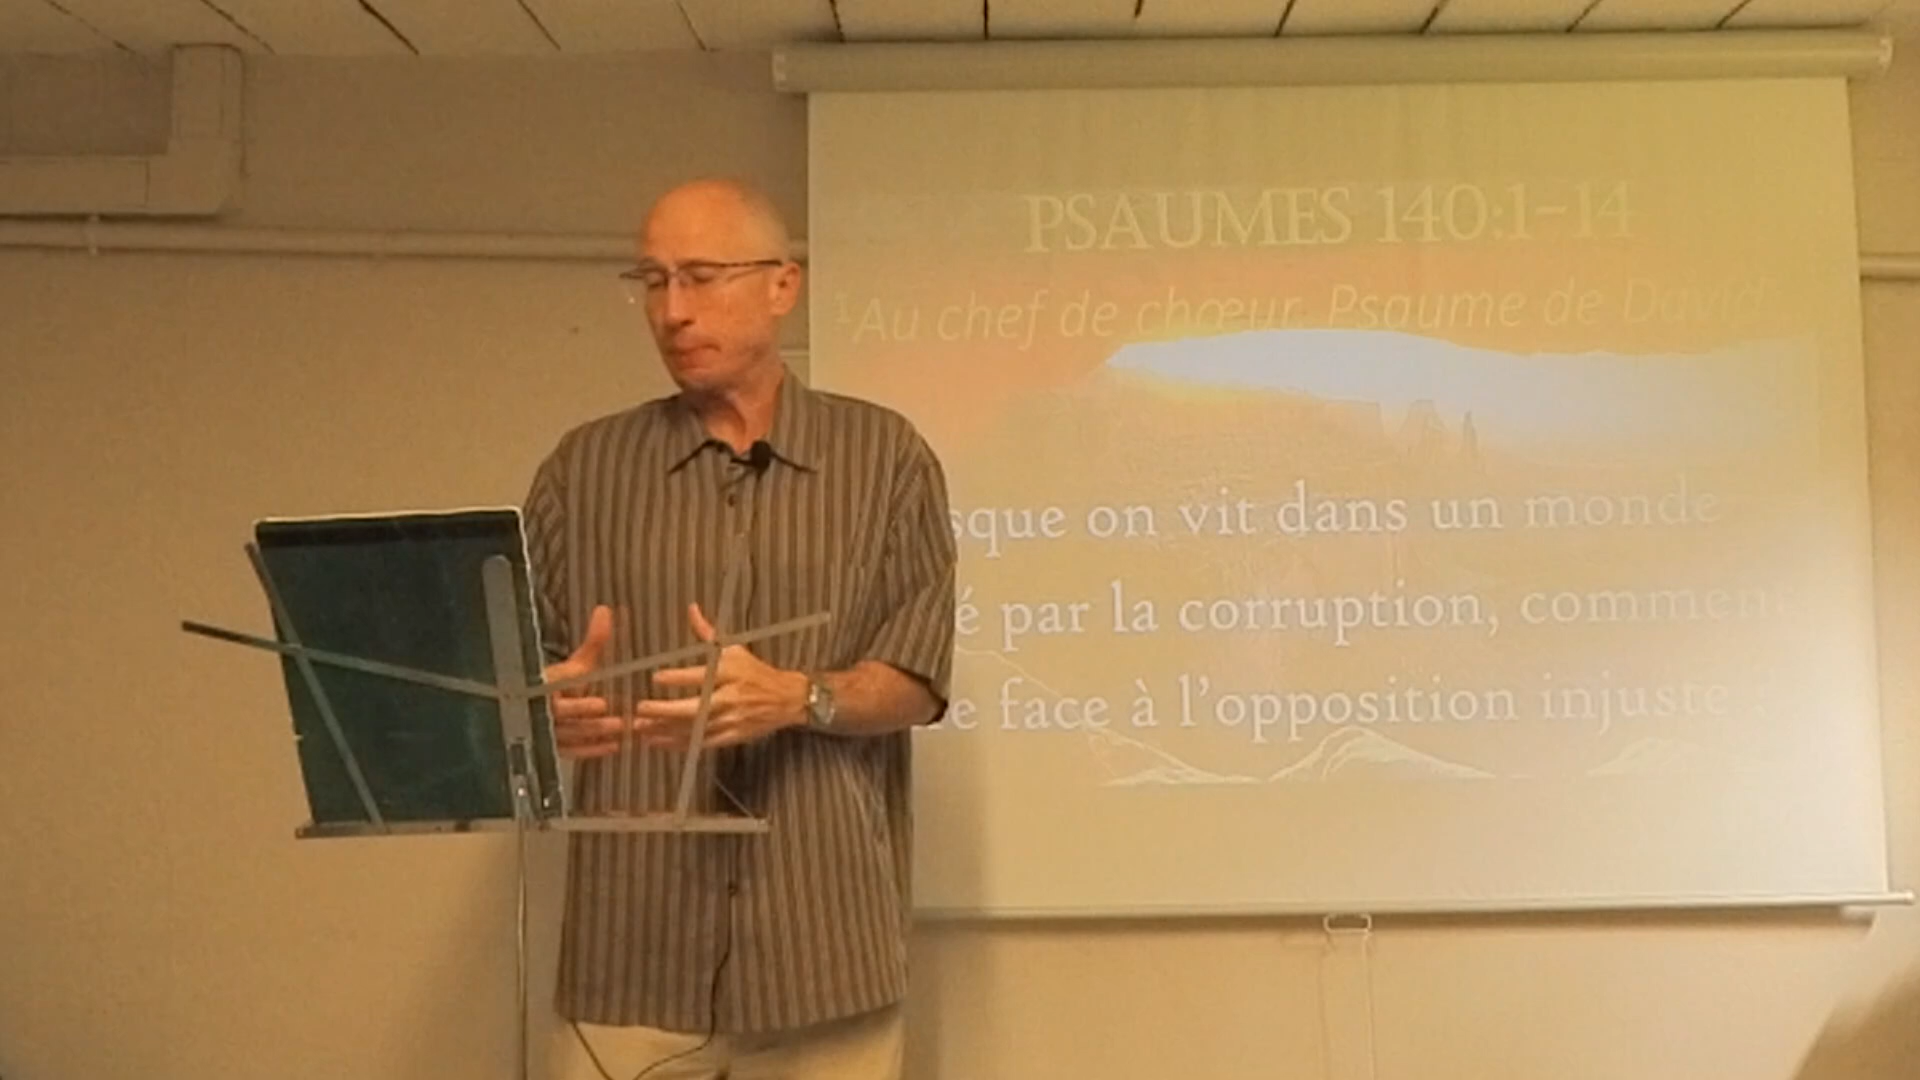 PSAUMES 140:1-14
¹Au chef de chœur. Psaume de David.
sque on vit dans un monde
é par la corruption, commen
e face à l'opposition injuste